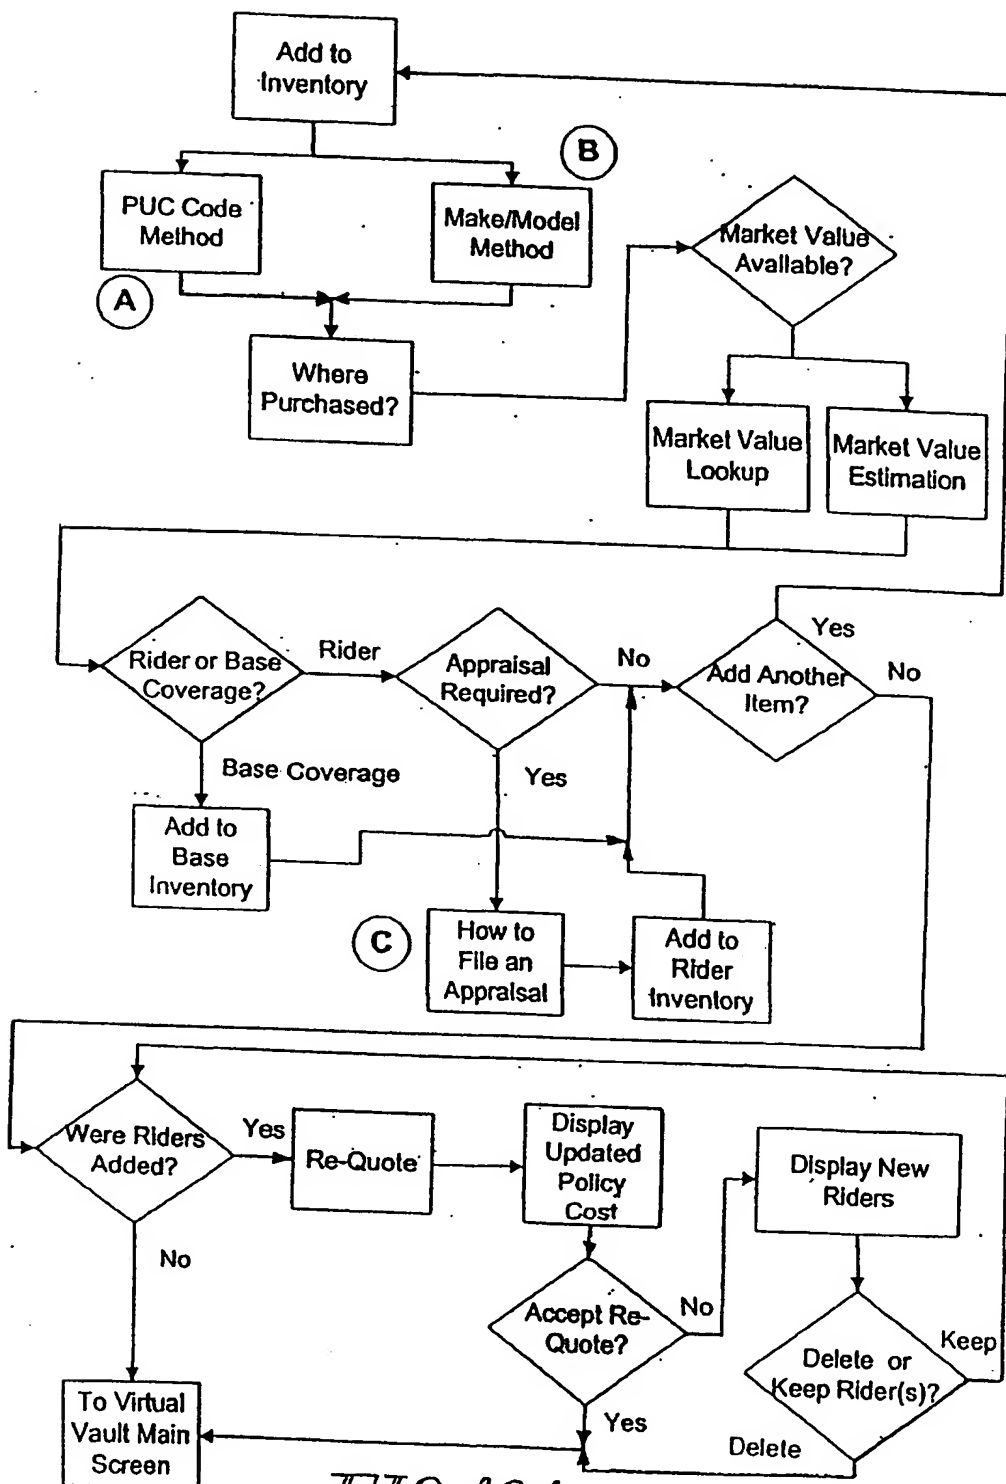 Add to
Inventory
B
PUC Code
Method
Make/Model
Method
Market Value
Available?
A
Where
Purchased?
Market Value
Lookup
Market Value
Estimation
Yes
Rider or Base
Coverage?
Rider
Appraisal
Required?
No
Add Another
Item?
No
Base Coverage
Yes
Add to
Base
Inventory
C
How to
File an
Appraisal
Add to
Rider
Inventory
Were Riders
Added?
Yes
Re-Quote
Display
Updated
Policy
Cost
Display New
Riders
No
Accept Re-
Quote?
No
Delete or
Keep Rider(s)?
Keep
To Virtual
Vault Main
Screen
Yes
Delete